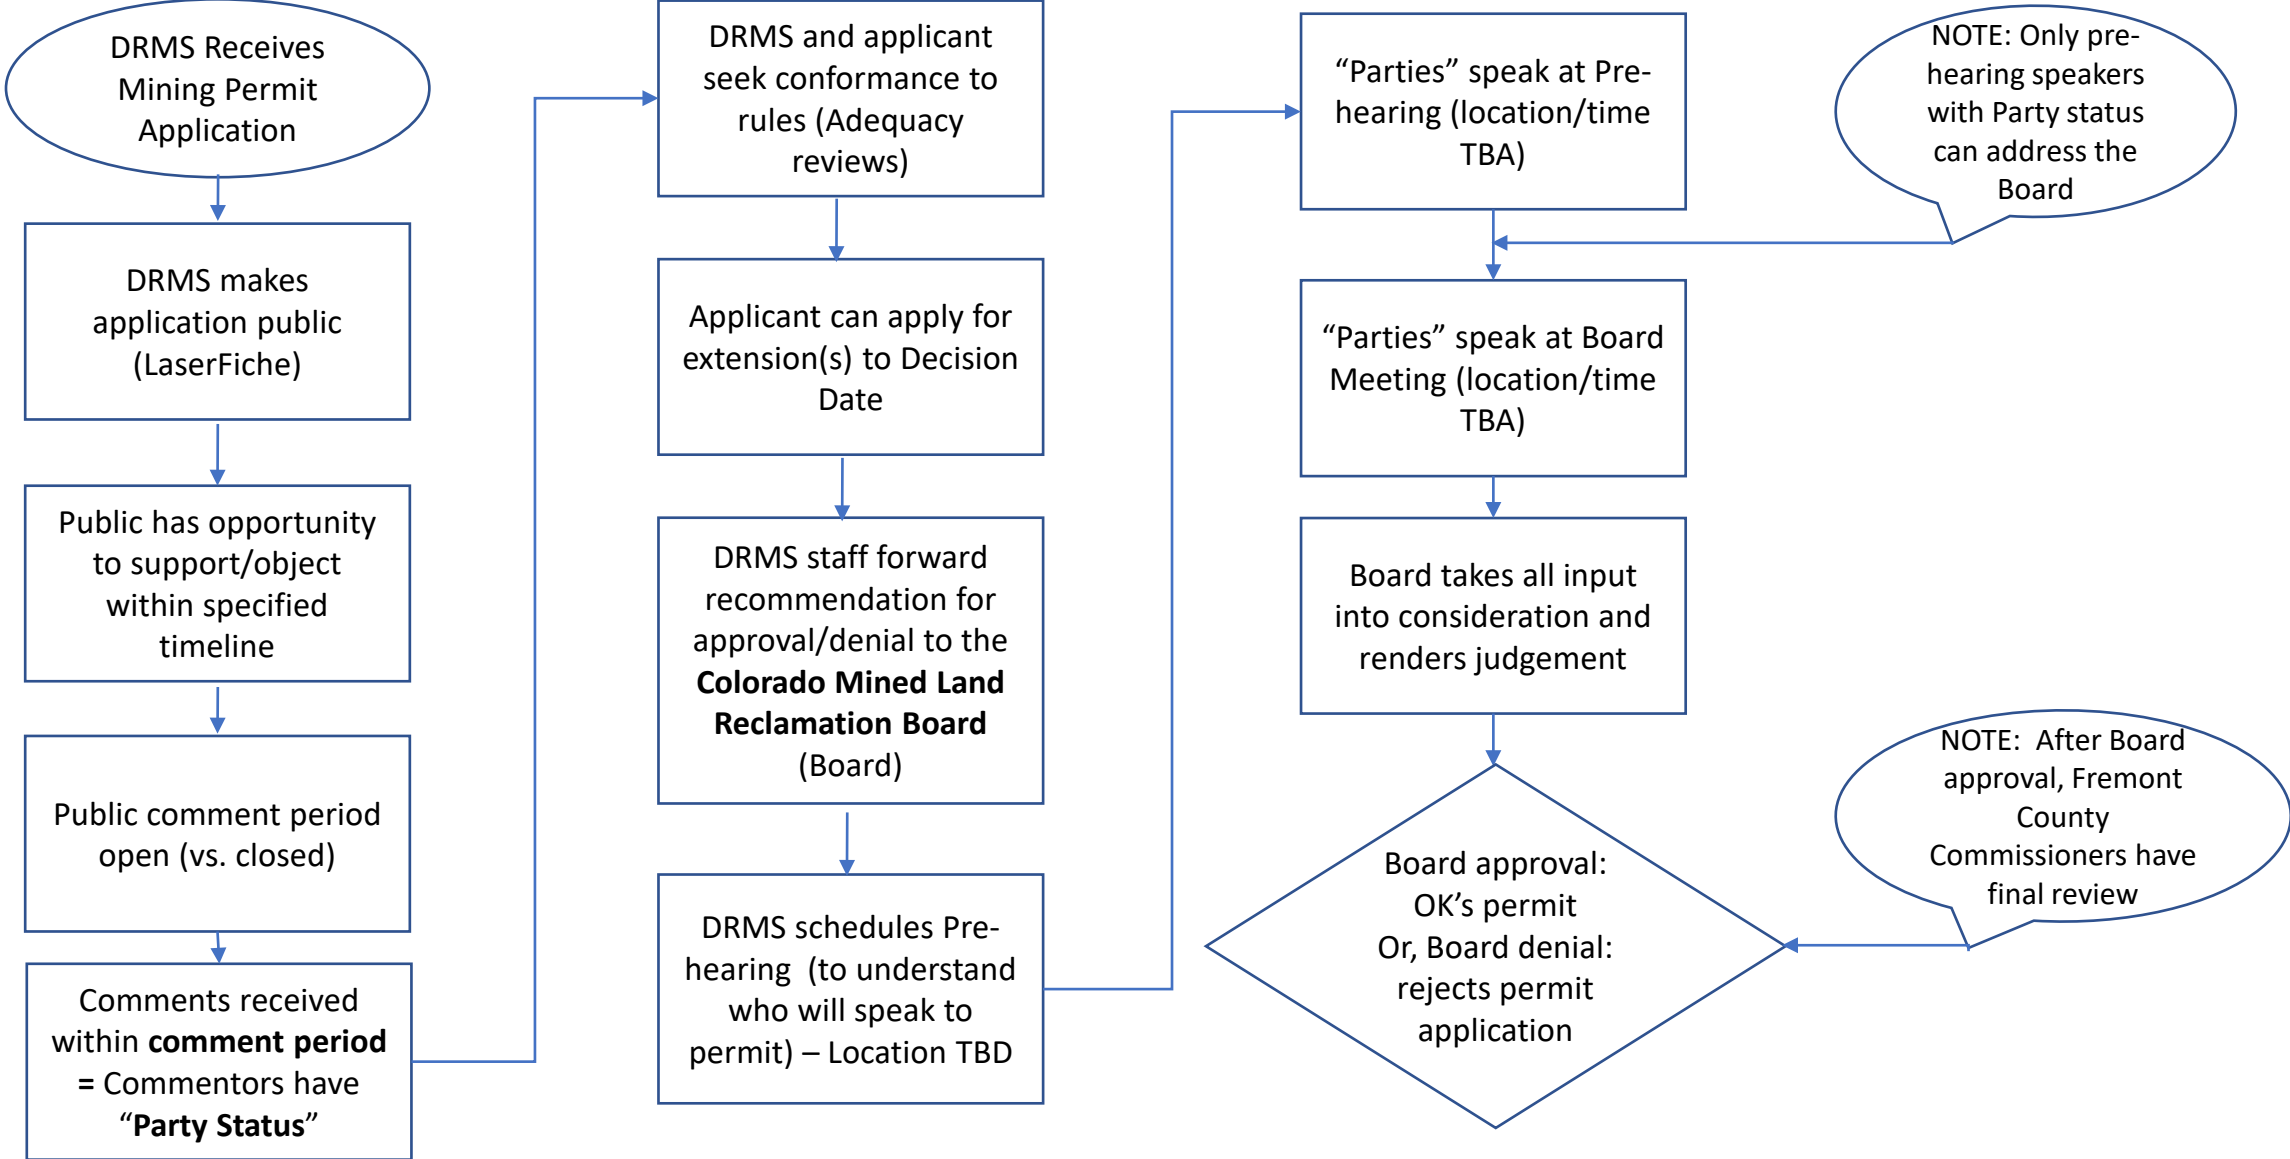 DRMS Receives
Mining Permit
Application
DRMS makes
application public
(LaserFiche)
Public has opportunity
to support/object
within specified
timeline
Public comment period
open (vs. closed)
Comments received
within comment period
= Commentors have
“Party Status”
DRMS and applicant
seek conformance to
rules (Adequacy
reviews)
Applicant can apply for
extension(s) to Decision
Date
DRMS staff forward
recommendation for
approval/denial to the
Colorado Mined Land
Reclamation Board
(Board)
DRMS schedules Pre-
hearing (to understand
who will speak to
permit) – Location TBD
“Parties” speak at Pre-
hearing (location/time
TBA)
NOTE: Only pre-
hearing speakers
with Party status
can address the
Board
“Parties” speak at Board
Meeting (location/time
TBA)
Board takes all input
into consideration and
renders judgement
Board approval:
OK’s permit
Or, Board denial:
rejects permit
application
NOTE: After Board
approval, Fremont
County
Commissioners have
final review